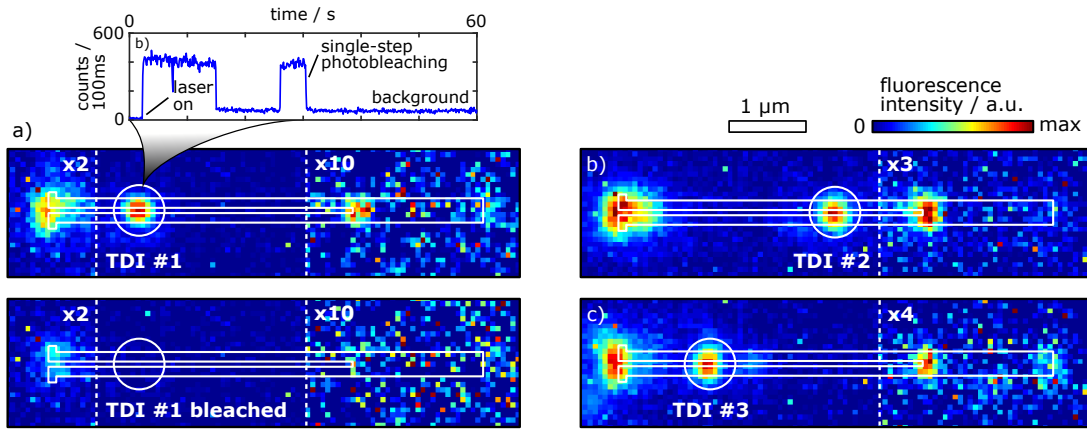 0 time / s 60
600
counts / 100ms
0
b)
laser on
single-step photobleaching
background
1 µm
fluorescence intensity / a.u.
0 max
a)
x2 x10
TDI #1
x2 x10
TDI #1 bleached
b)
x3
TDI #2
c)
x4
TDI #3